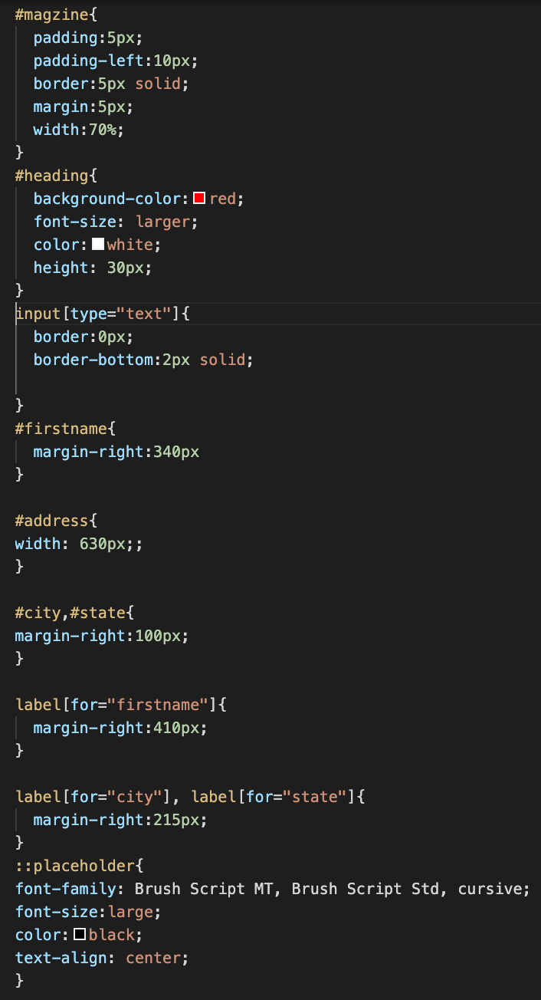 #magzine{
padding:5px;
padding-left:10px;
border:5px solid;
margin:5px;
width:70%;
}
#heading{
background-color:red;
font-size: larger;
color:white;
height: 30px;
}
input[type="text"]{
border:0px;
border-bottom:2px solid;
}
#firstname{
margin-right:340px
}
#address{
width: 630px;;
}
#city,#state{
margin-right:100px;
}
label[for="firstname"]{
margin-right:410px;
}
label[for="city"], label[for="state"]{
margin-right:215px;
}
::placeholder{
font-family: Brush Script MT, Brush Script Std, cursive;
font-size:large;
color:black;
text-align: center;
}